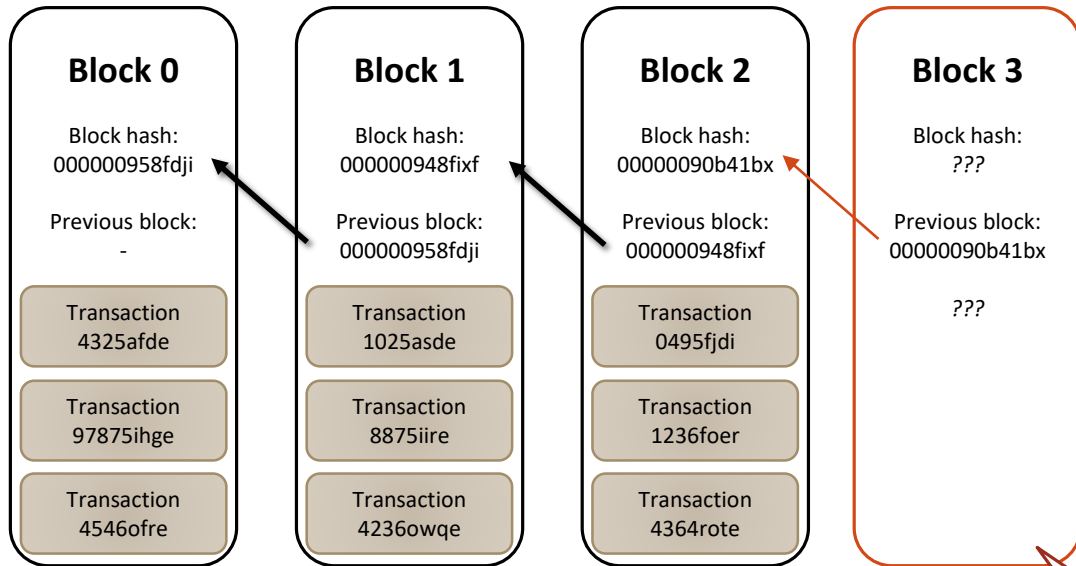 Block 0
Block hash:
000000958fdji
Previous block:
-
Transaction
4325afde
Transaction
97875ihge
Transaction
4546ofre
Block 1
Block hash:
000000948fixf
Previous block:
000000958fdji
Transaction
1025asde
Transaction
8875iire
Transaction
4236owqe
Block 2
Block hash:
00000090b41bx
Previous block:
000000948fixf
Transaction
0495fjdi
Transaction
1236foer
Transaction
4364rote
Block 3
Block hash:
???
Previous block:
00000090b41bx
???